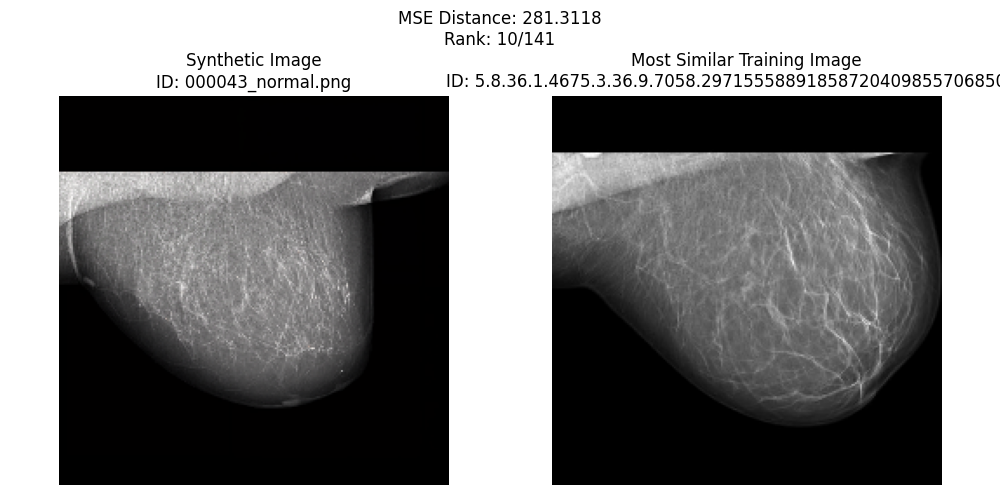 MSE Distance: 281.3118
Rank: 10/141
Synthetic Image
ID: 000043_normal.png
Most Similar Training Image
ID: 5.8.36.1.4675.3.36.9.7058.29715558891858720409855706850